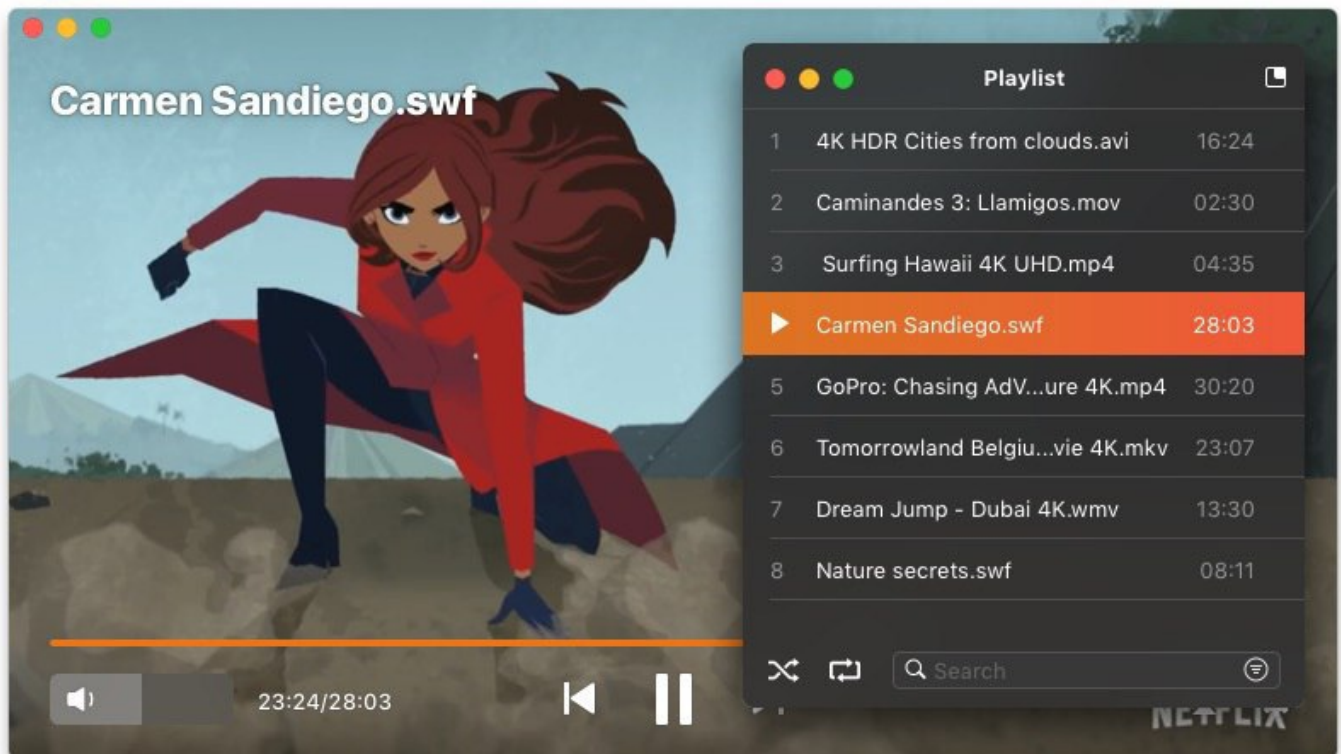 Carmen Sandiego.swf
Playlist
1 4K HDR Cities from clouds.avi 16:24
2 Caminandes 3: Llamigos.mov 02:30
3 Surfing Hawaii 4K UHD.mp4 04:35
Carmen Sandiego.swf 28:03
5 GoPro: Chasing AdV...ure 4K.mp4 30:20
6 Tomorrowland Belgiu...vie 4K.mkv 23:07
7 Dream Jump - Dubai 4K.wmv 13:30
8 Nature secrets.swf 08:11
Search
23:24/28:03
NETFLIX